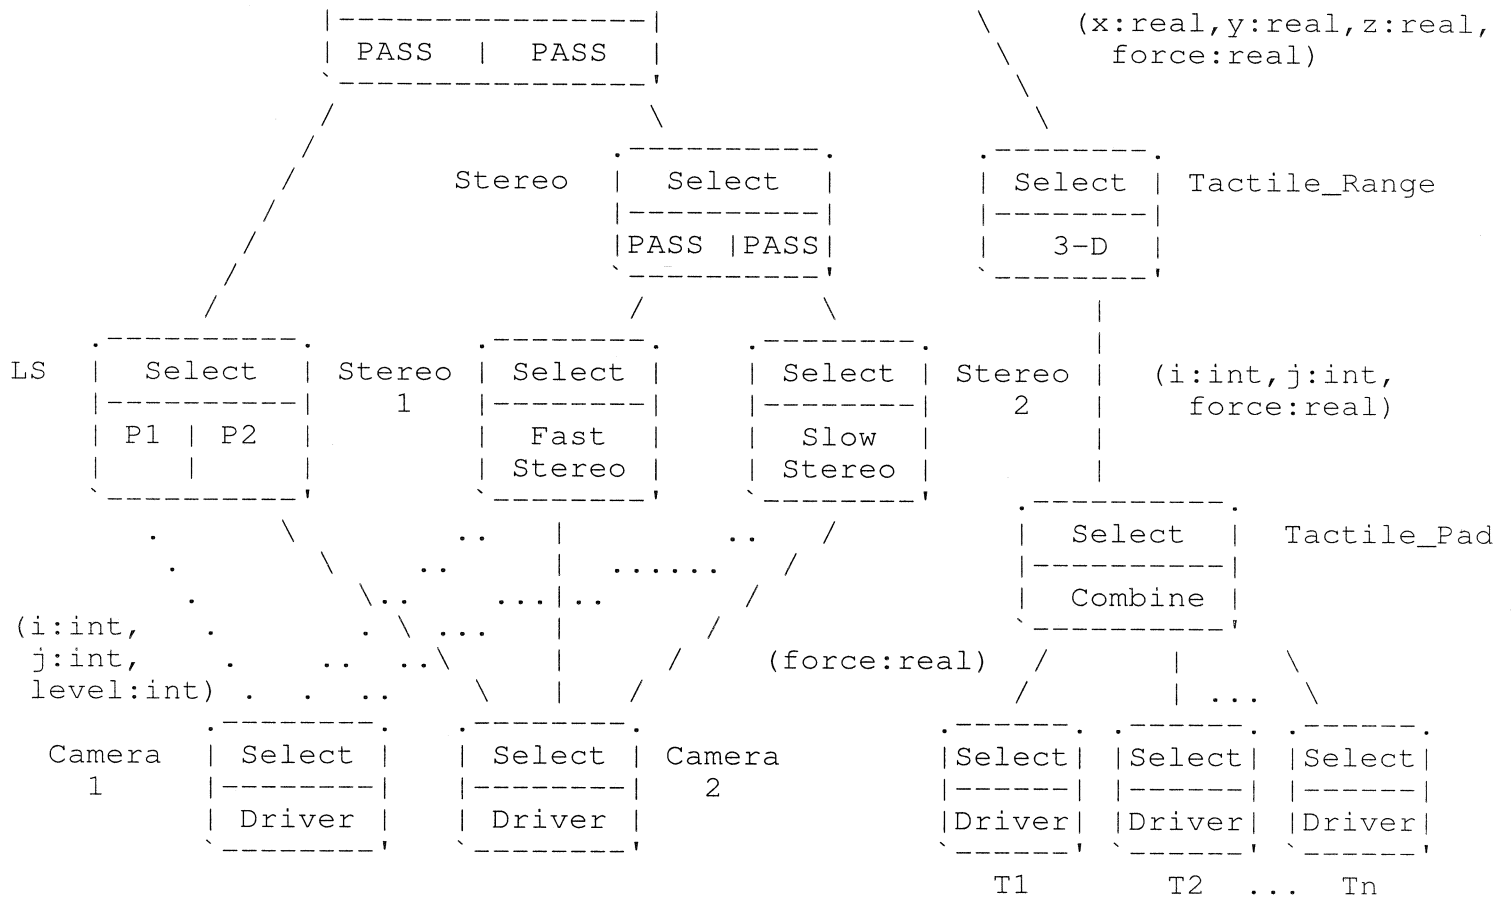 (x:real,y:real,z:real,
PASS | PASS force:real)
Stereo Select Select Tactile_Range
PASS |PASS 3-D
LS Select Stereo Select Select Stereo (i:int,j:int,
1 2 force:real)
P1 | P2 Fast Slow
Stereo Stereo
Select Tactile_Pad
Combine
(i:int,
j:int, (force:real)
level:int) ...
Camera Select Select Camera Select Select Select
1 2
Driver Driver Driver Driver Driver
T1 T2 ... Tn